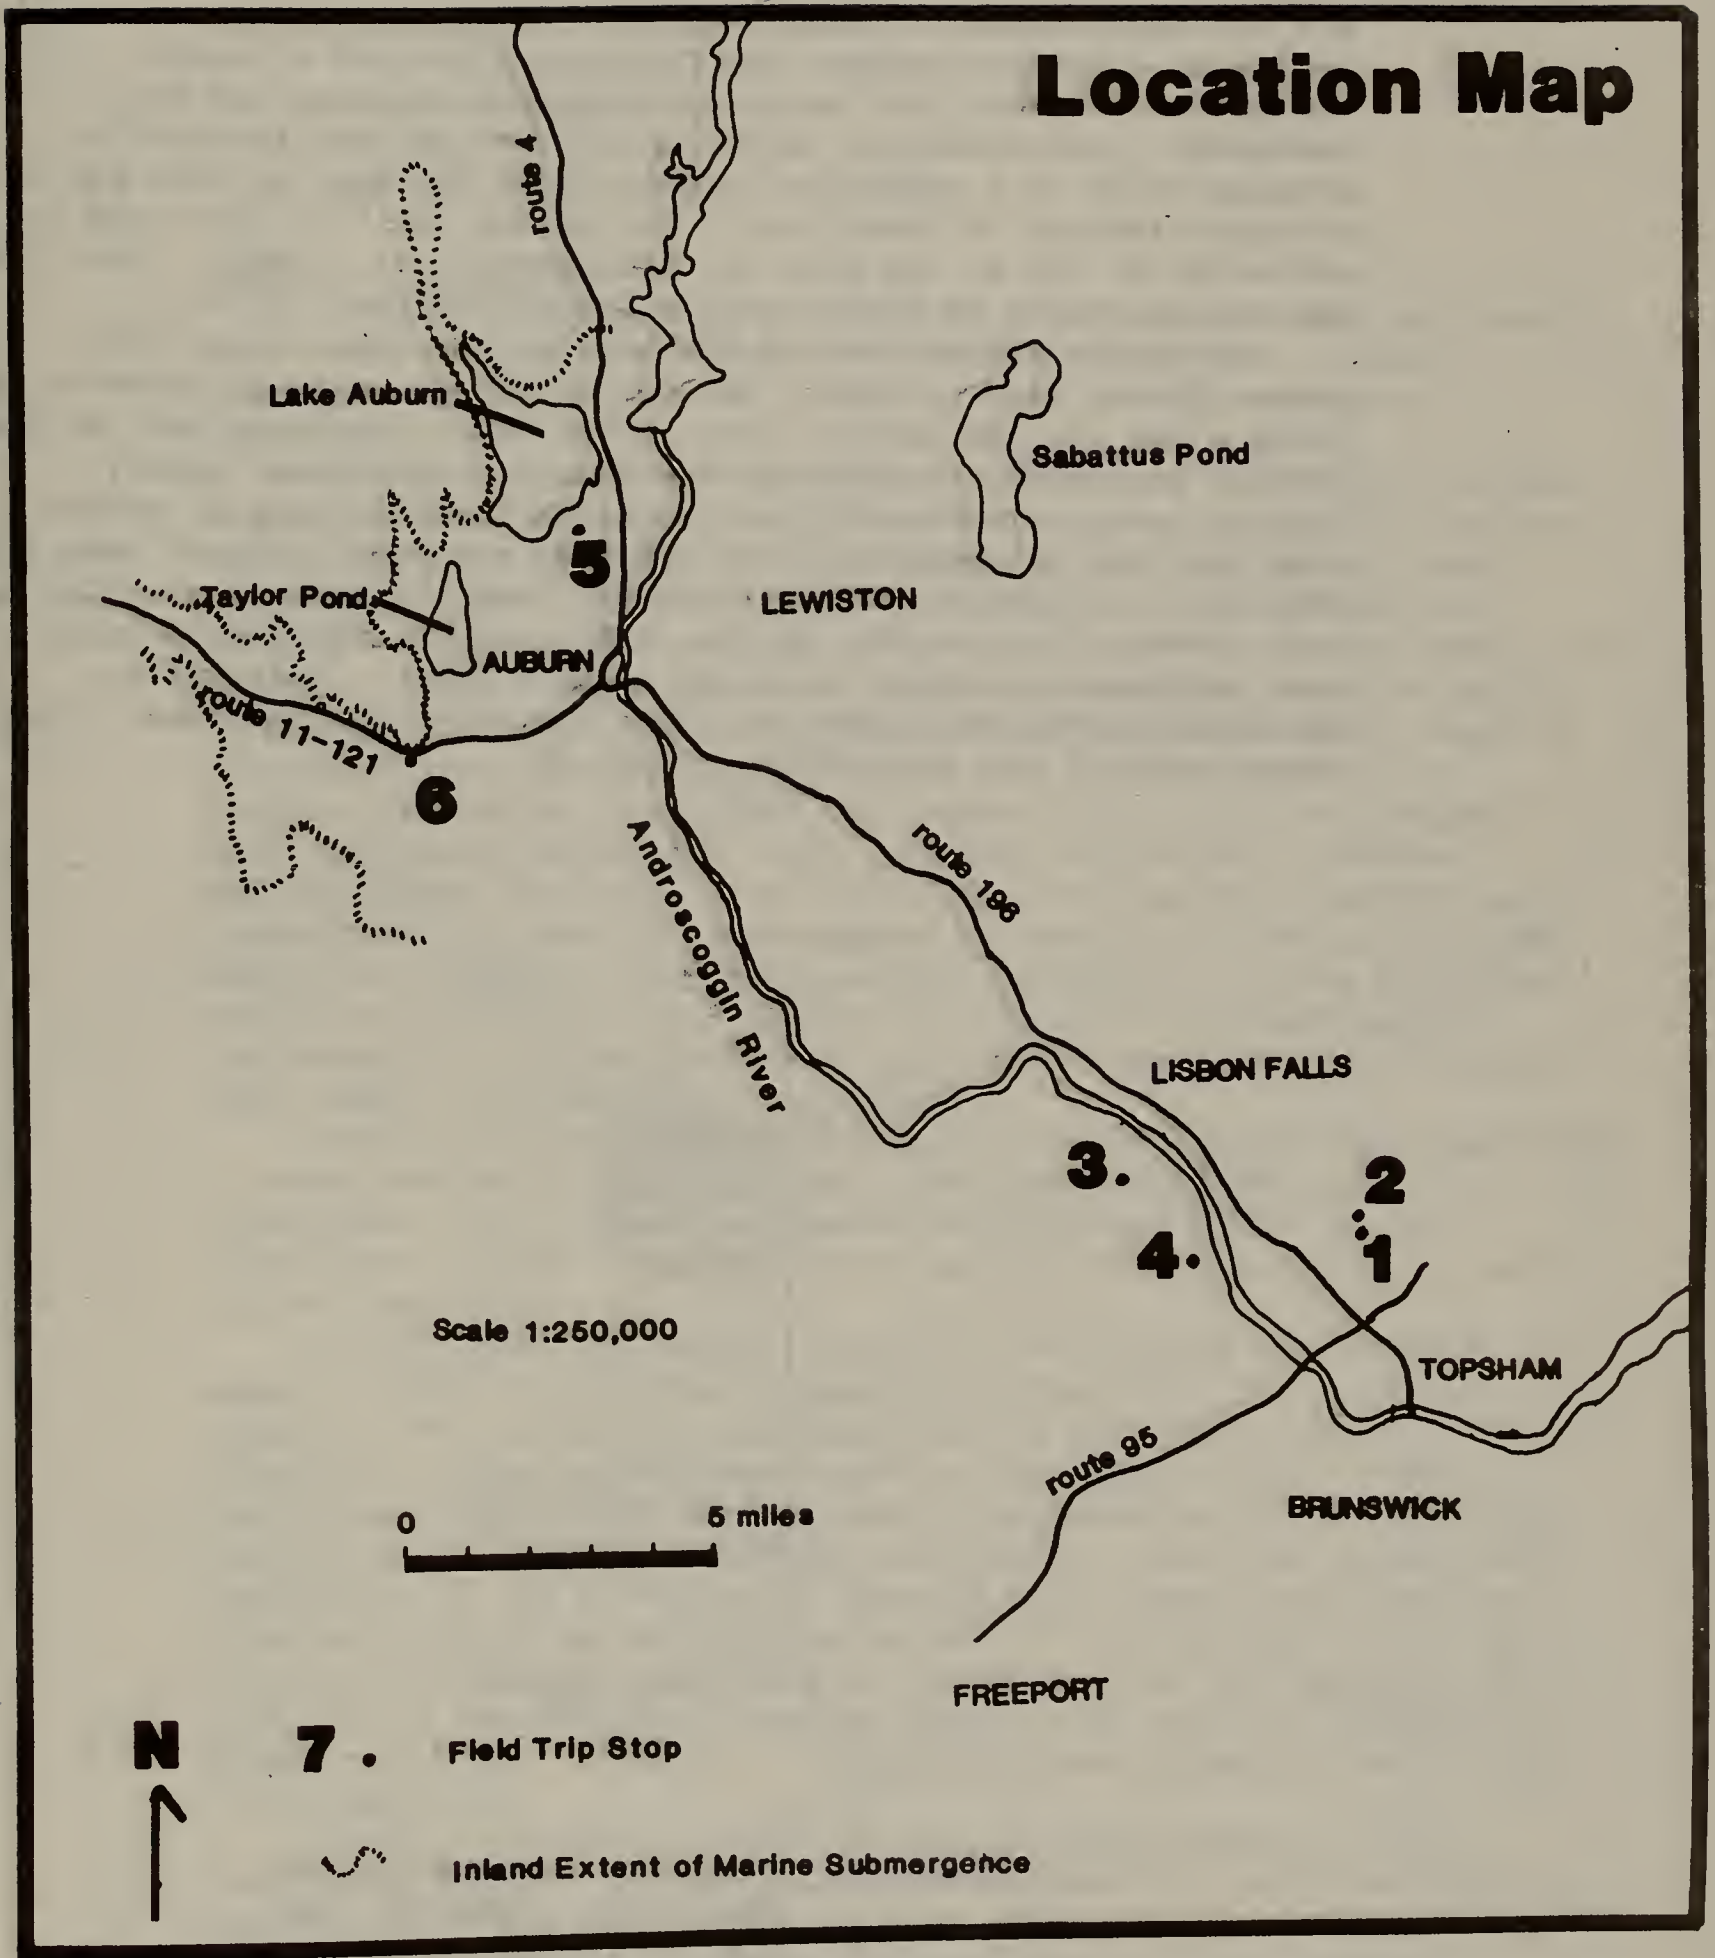 Location Map
route 4
Lake Auburn
Sabattus Pond
5
Taylor Pond
LEWISTON
AUBURN
route 11-121
6
Androscoggin River
route 196
LISBON FALLS
3.
2
1
4.
Scale 1:250,000
TOPSHAM
route 95
BRUNSWICK
0 5 miles
FREEPORT
N
7. Field Trip Stop
Inland Extent of Marine Submergence